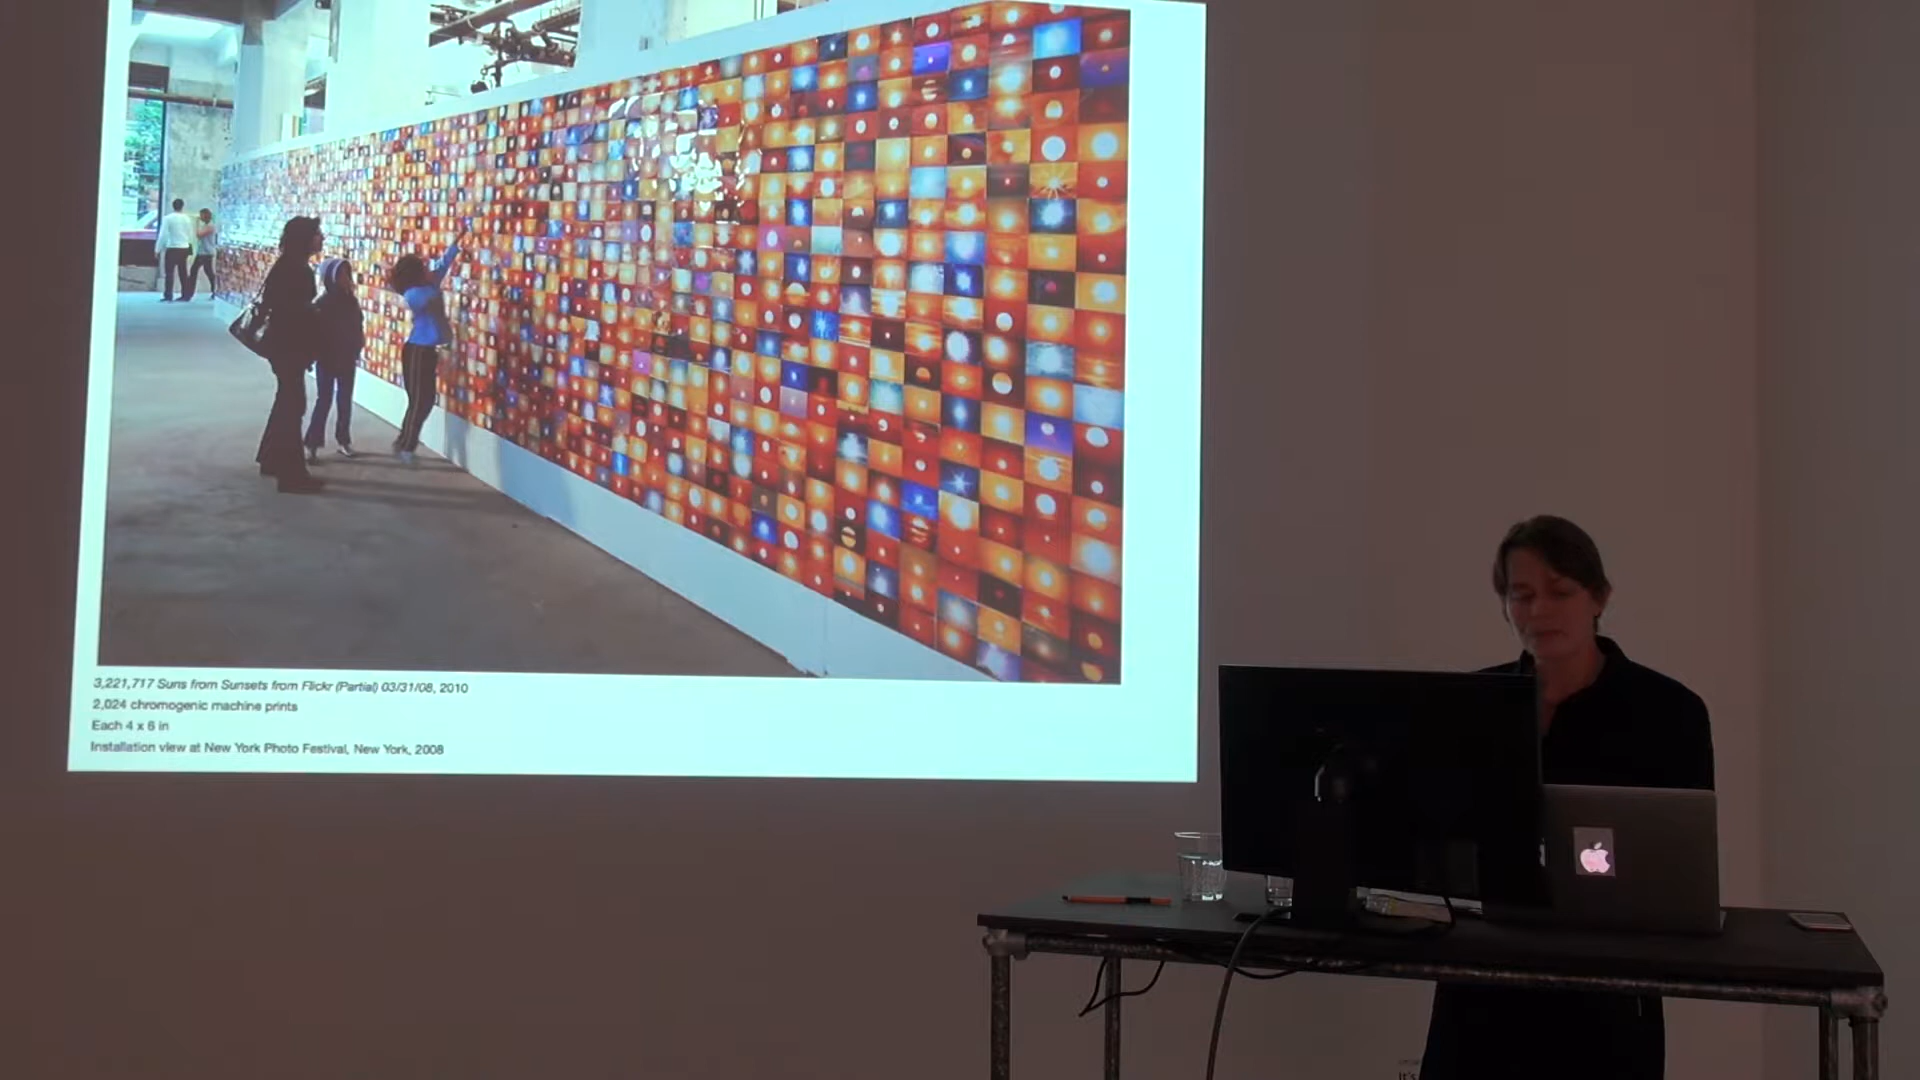 3,221,717 Suns from Sunsets from Flickr (Partial) 03/31/08, 2010
2,024 chromogenic machine prints
Each 4 x 6 in
Installation view at New York Photo Festival, New York, 2008
It's